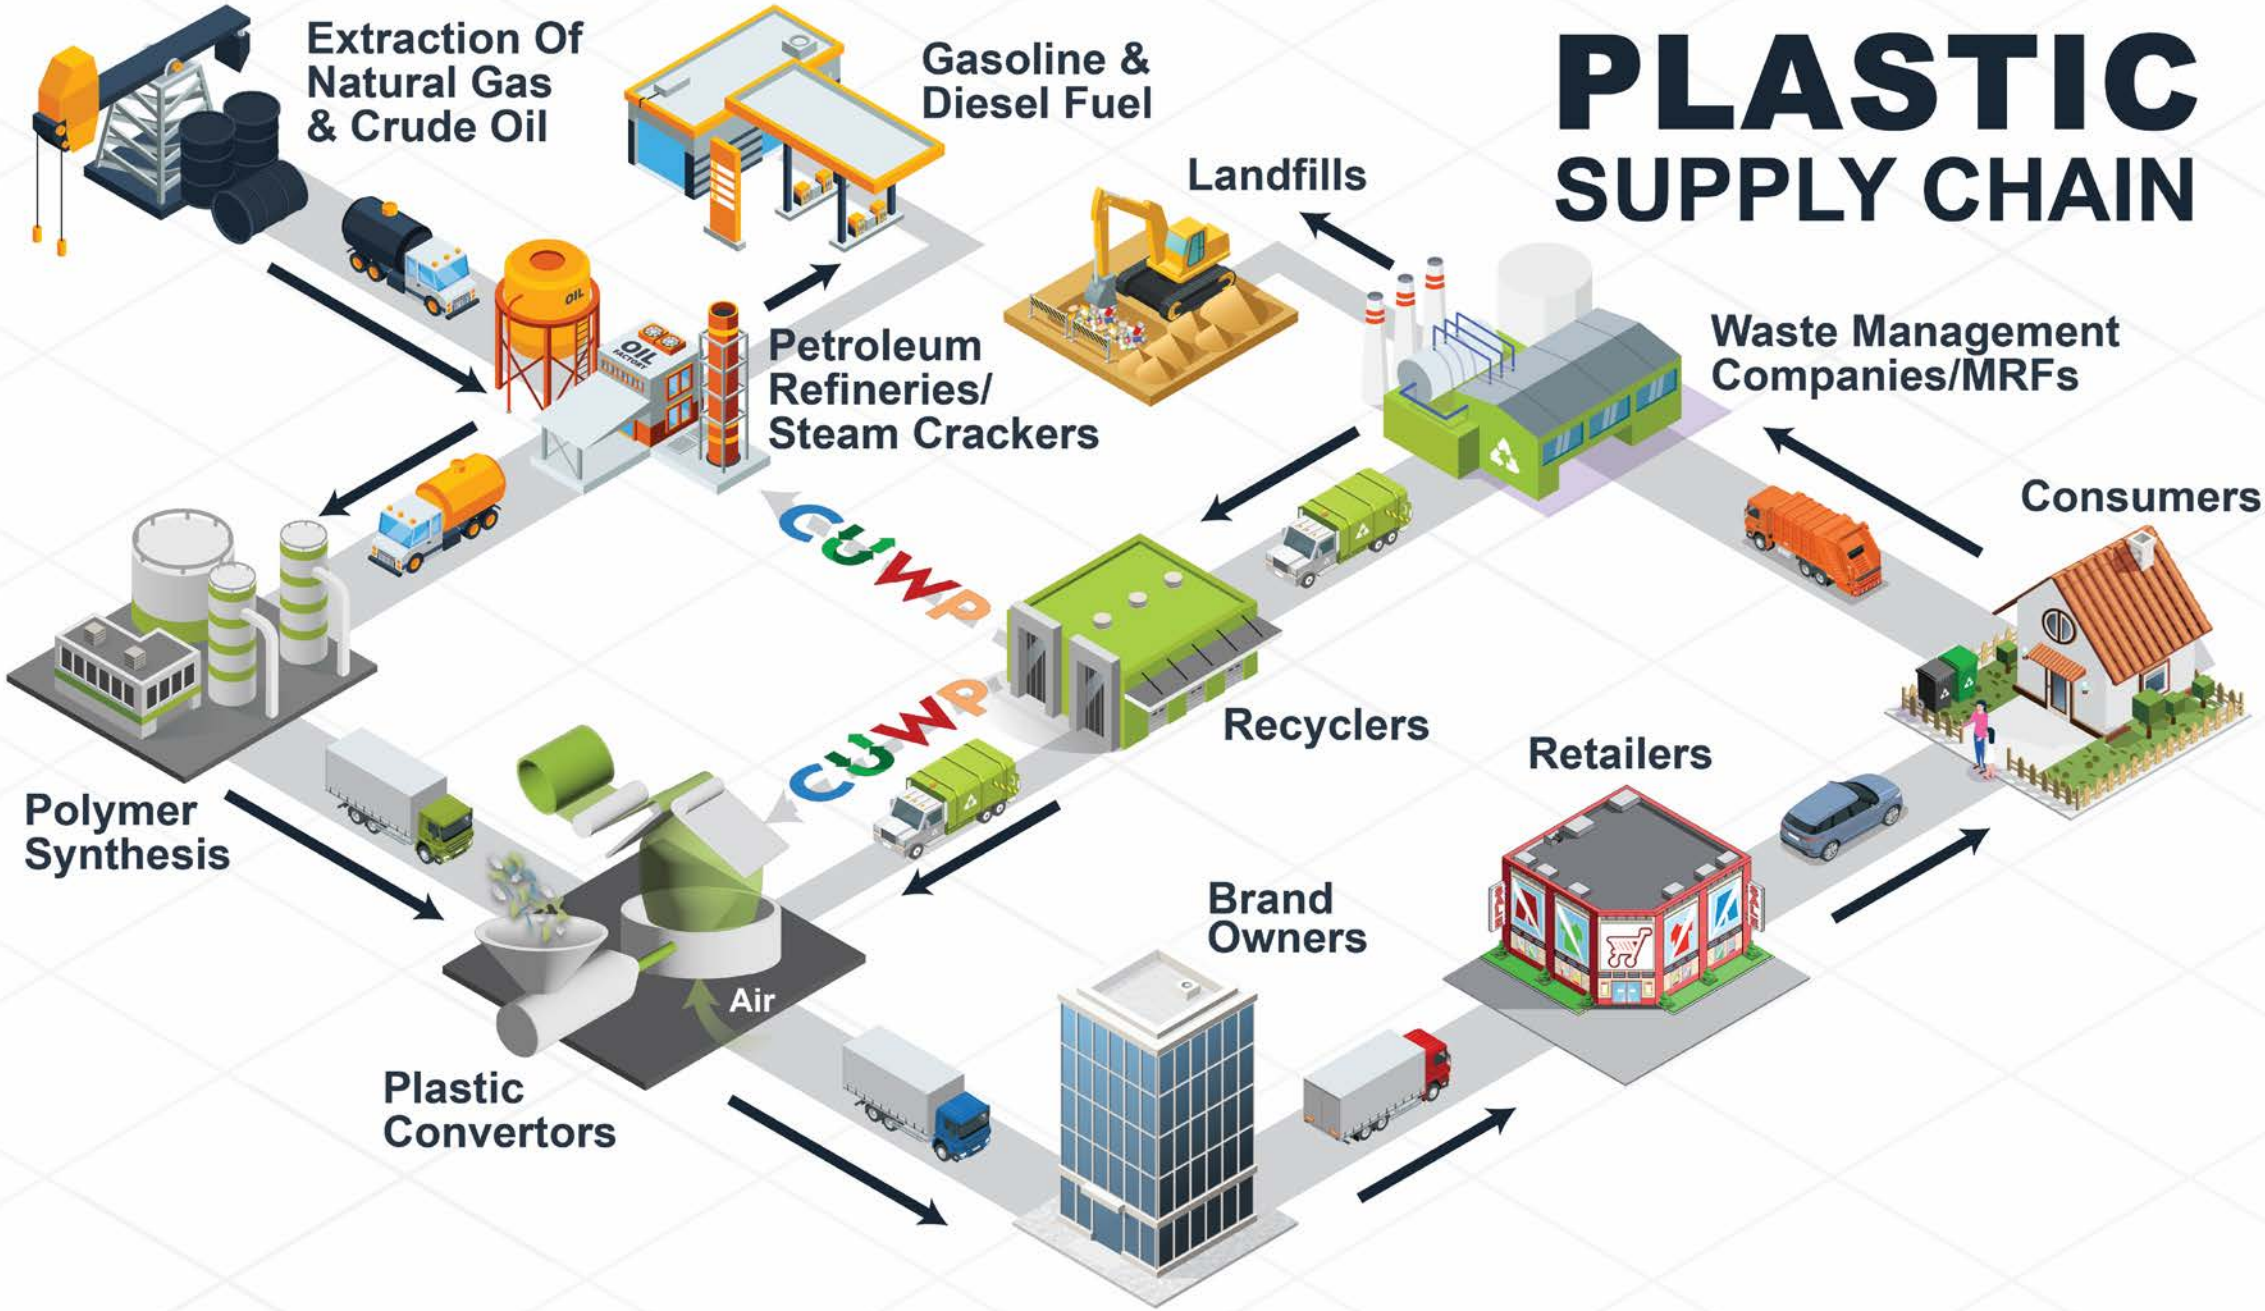 PLASTIC
SUPPLY CHAIN
Extraction Of
Natural Gas
& Crude Oil
Gasoline &
Diesel Fuel
Landfills
OIL
OIL
FACTORY
Petroleum
Refineries/
Steam Crackers
Waste Management
Companies/MRFs
Consumers
CUWP
CUWP
Recyclers
Retailers
Polymer
Synthesis
Brand
Owners
Air
Plastic
Convertors